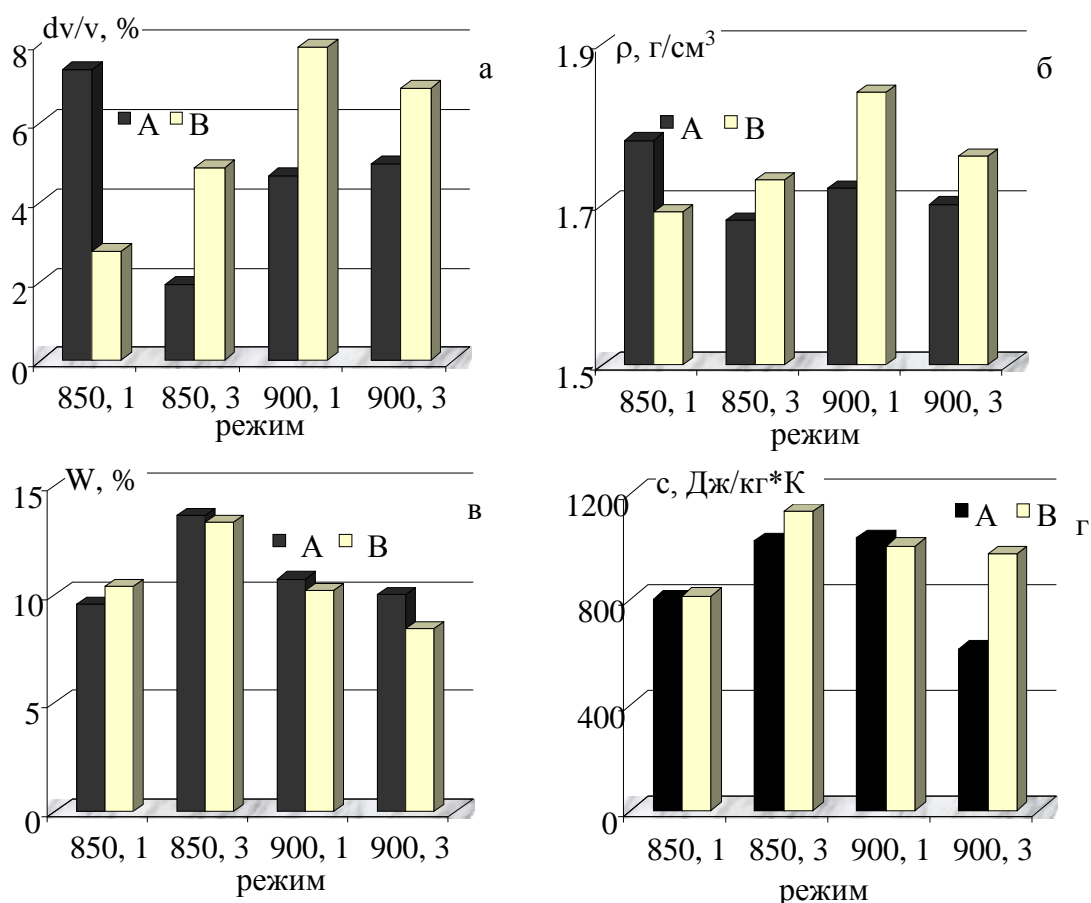 dv/v, %
а
8
6
4
2
0
A B
850, 1 850, 3 900, 1 900, 3
режим
ρ, г/см³
б
1.9
1.7
1.5
A B
850, 1 850, 3 900, 1 900, 3
режим
W, %
в
15
10
5
0
A B
850, 1 850, 3 900, 1 900, 3
режим
с, Дж/кг*К
г
1200
800
400
0
A B
850, 1 850, 3 900, 1 900, 3
режим